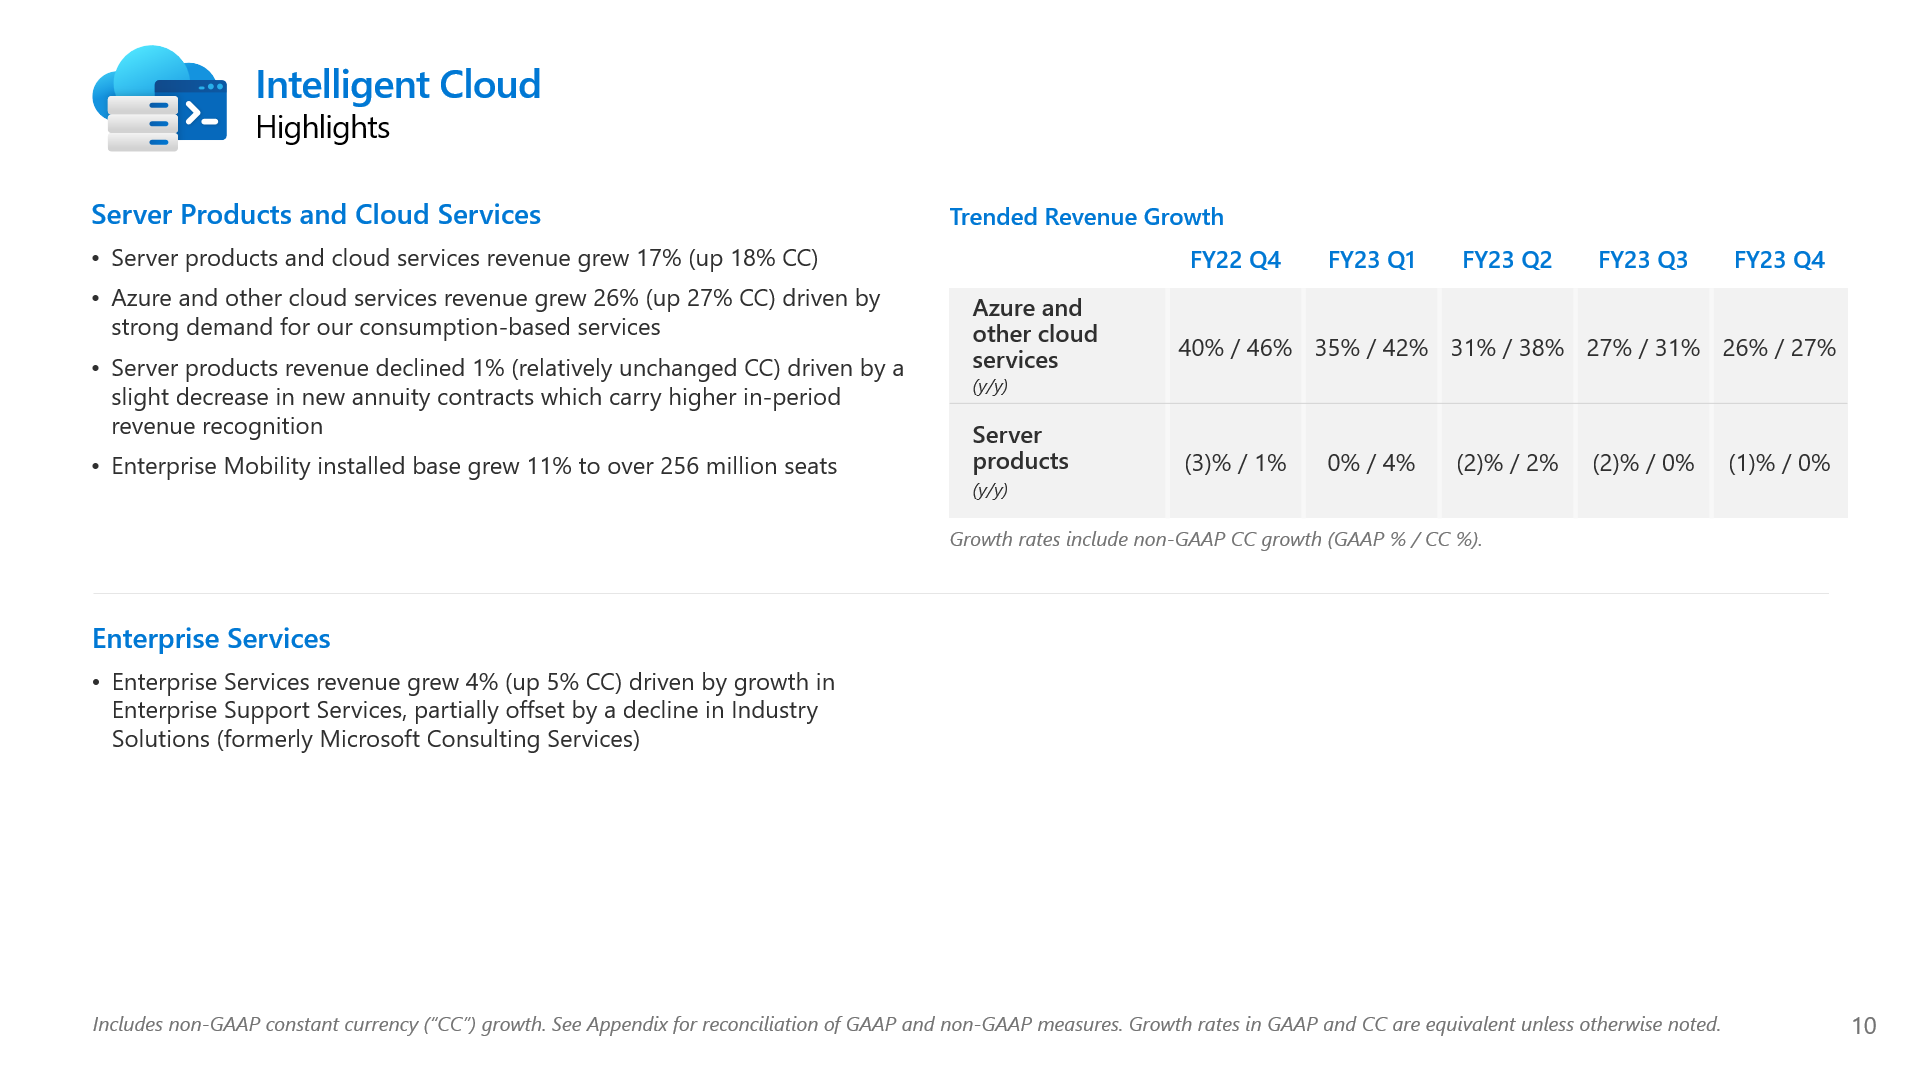 Intelligent Cloud
Highlights
Server Products and Cloud Services
• Server products and cloud services revenue grew 17% (up 18% CC)
• Azure and other cloud services revenue grew 26% (up 27% CC) driven by
strong demand for our consumption-based services
• Server products revenue declined 1% (relatively unchanged CC) driven by a
slight decrease in new annuity contracts which carry higher in-period
revenue recognition
• Enterprise Mobility installed base grew 11% to over 256 million seats
Trended Revenue Growth
FY22 Q4 FY23 Q1 FY23 Q2 FY23 Q3 FY23 Q4
Azure and
other cloud
services
(y/y)
40% / 46% 35% / 42% 31% / 38% 27% / 31% 26% / 27%
Server
products
(y/y)
(3)% / 1% 0% / 4% (2)% / 2% (2)% / 0% (1)% / 0%
Growth rates include non-GAAP CC growth (GAAP % / CC %).
Enterprise Services
• Enterprise Services revenue grew 4% (up 5% CC) driven by growth in
Enterprise Support Services, partially offset by a decline in Industry
Solutions (formerly Microsoft Consulting Services)
Includes non-GAAP constant currency (“CC”) growth. See Appendix for reconciliation of GAAP and non-GAAP measures. Growth rates in GAAP and CC are equivalent unless otherwise noted.
10